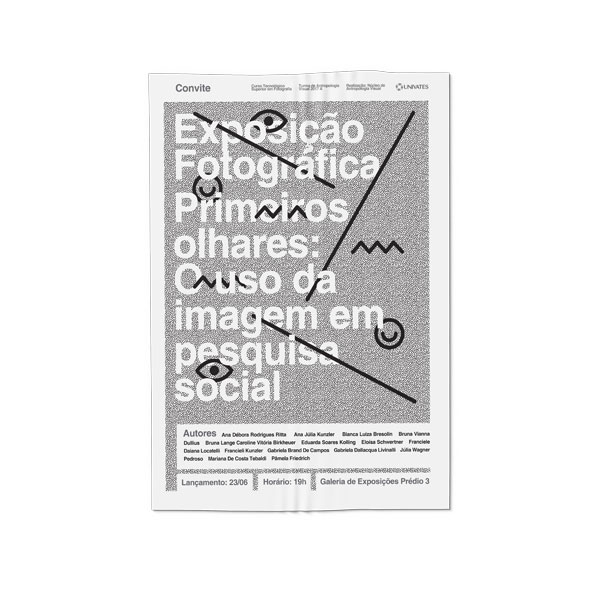 Convite
Curso Tecnológico
Superior em Fotografia
Turma de Antropologia
Visual 2017 A
Realização: Núcleo de
Antropologia Visual
UNIVATES
Exposição
Fotográfica
Primeiros
olhares:
O uso da
imagem em
pesquisa
social
Autores Ana Débora Rodrigues Ritta Ana Júlia Kunzler Bianca Luiza Bresolin Bruna Vienna
Dullius Bruna Lange Caroline Vitória Birkheuer Eduarda Soares Kolling Eloisa Schwertner Franciele
Daiana Locatelli Francieli Kunzler Gabriela Brand De Campos Gabriela Dallacqua Livinalli Júlia Wagner
Pedroso Mariana De Costa Tebaldi Pâmela Friedrich
Lançamento: 23/06 Horário: 19h Galeria de Exposições Prédio 3